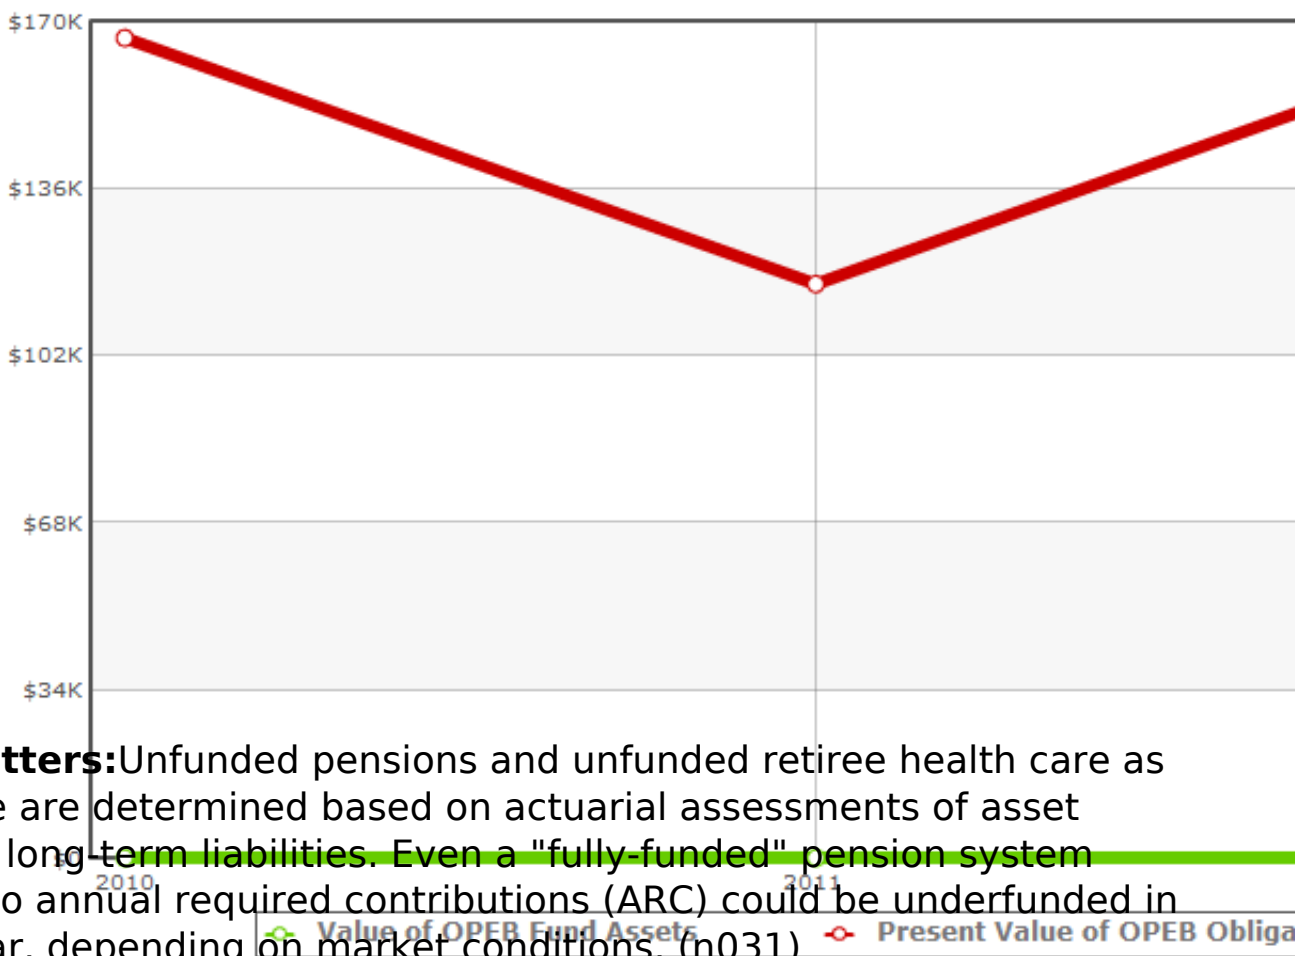 $170K
$136K
$102K
$68K
$34K
tters:Unfunded pensions and unfunded retiree health care as
are determined based on actuarial assessments of asset
long-term liabilities. Even a "fully-funded" pension system
2010 2011
o annual required contributions (ARC) could be underfunded in
Value of OPEB Fund Assets Present Value of OPEB Obliga
ar, depending on market conditions. (n031)